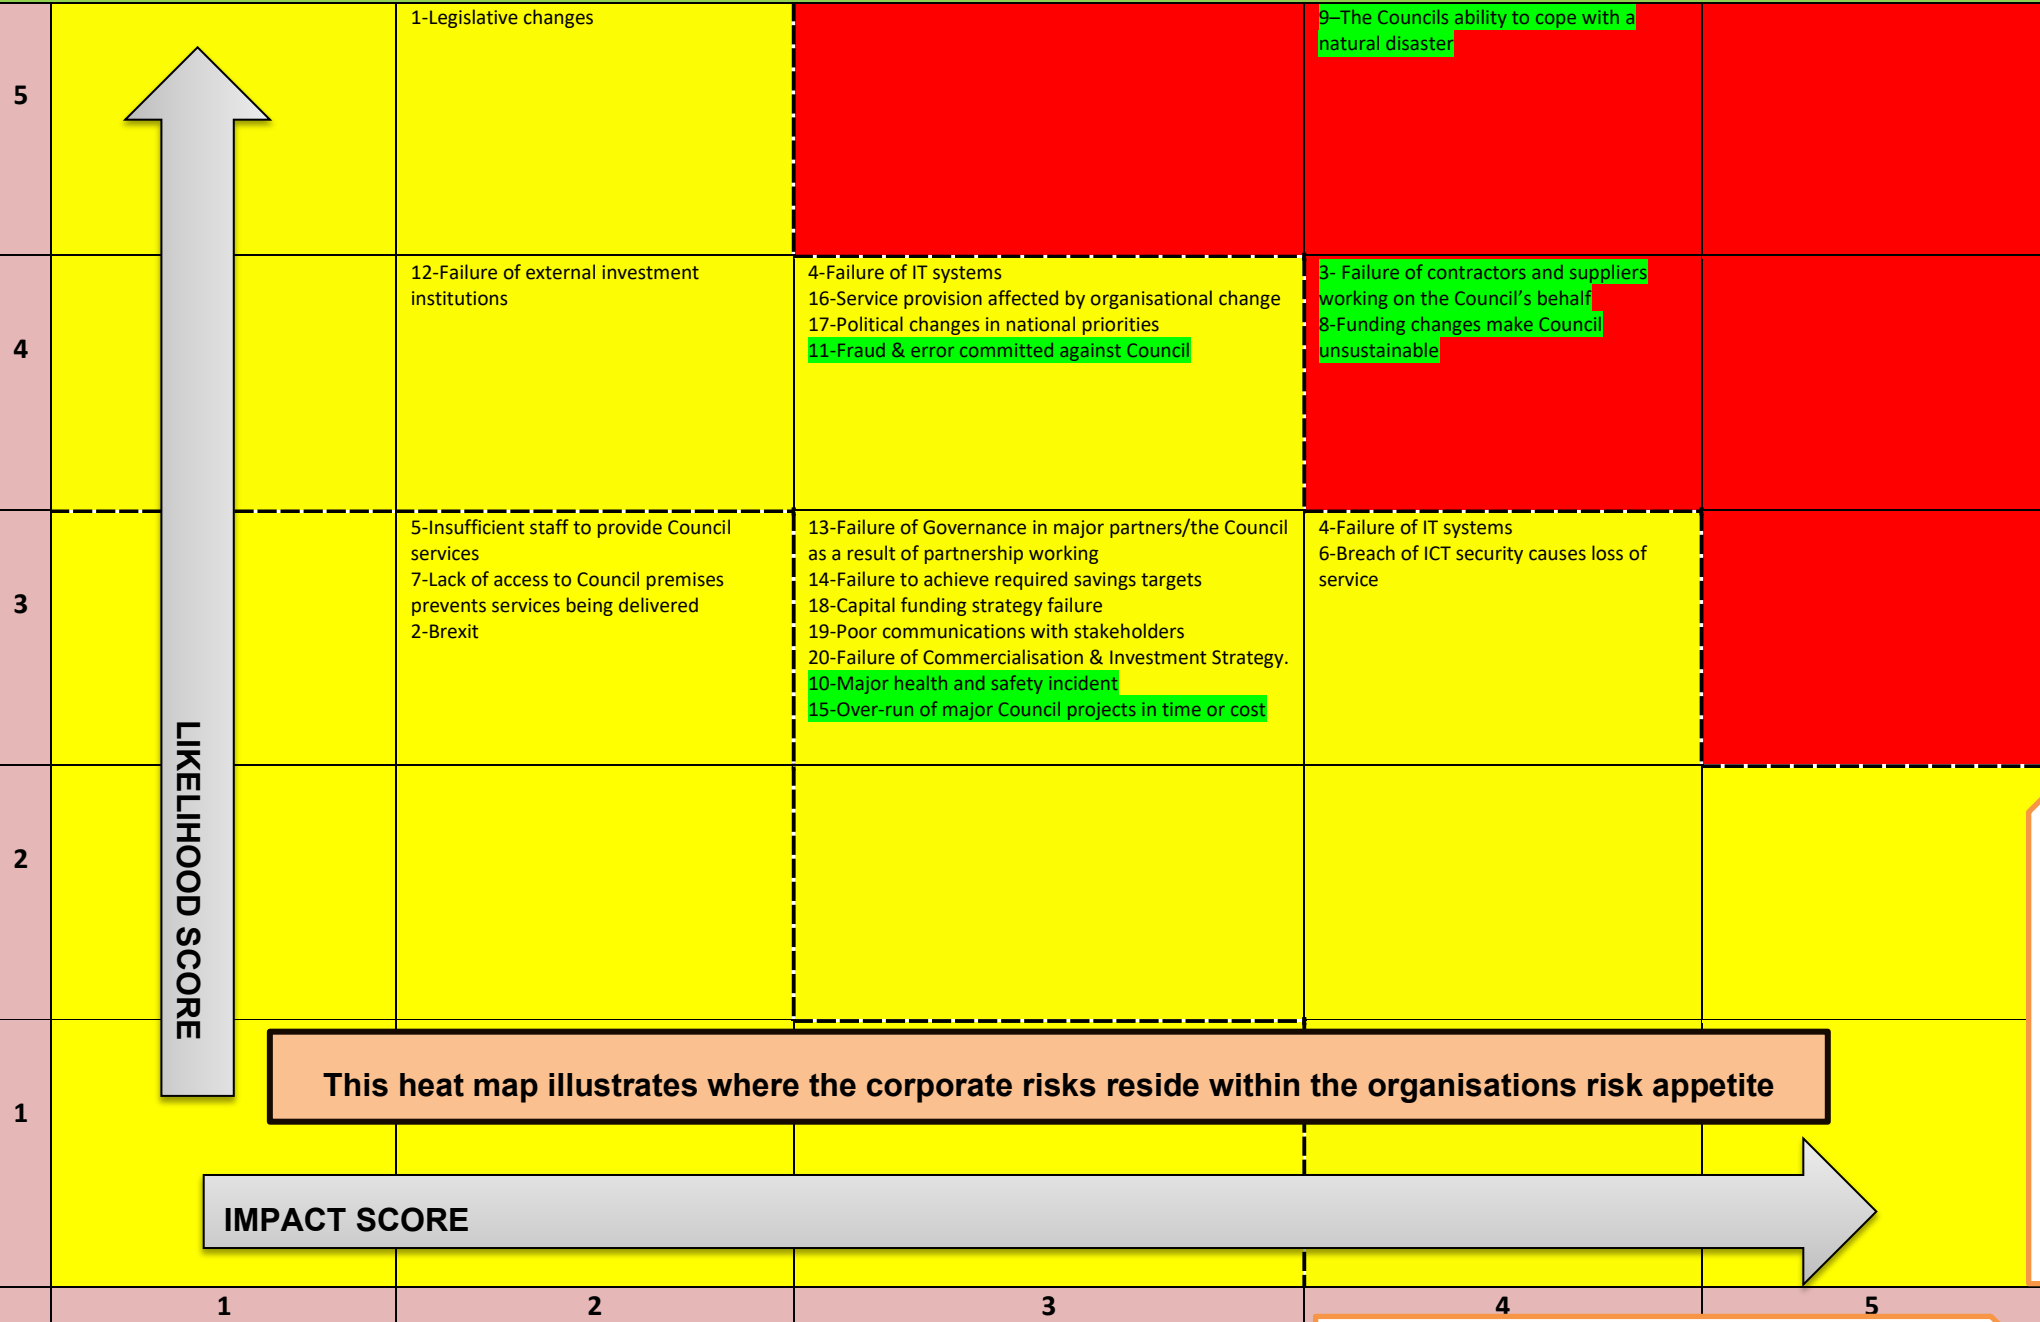 5
1-Legislative changes
9–The Councils ability to cope with a
natural disaster
4
12-Failure of external investment
institutions
4-Failure of IT systems
16-Service provision affected by organisational change
17-Political changes in national priorities
11-Fraud & error committed against Council
3- Failure of contractors and suppliers
working on the Council’s behalf
8-Funding changes make Council
unsustainable
3
5-Insufficient staff to provide Council
services
7-Lack of access to Council premises
prevents services being delivered
2-Brexit
13-Failure of Governance in major partners/the Council
as a result of partnership working
14-Failure to achieve required savings targets
18-Capital funding strategy failure
19-Poor communications with stakeholders
20-Failure of Commercialisation & Investment Strategy.
10-Major health and safety incident
15-Over-run of major Council projects in time or cost
4-Failure of IT systems
6-Breach of ICT security causes loss of
service
LIKELIHOOD SCORE
2
This heat map illustrates where the corporate risks reside within the organisations risk appetite
1
IMPACT SCORE
1
2
3
4
5